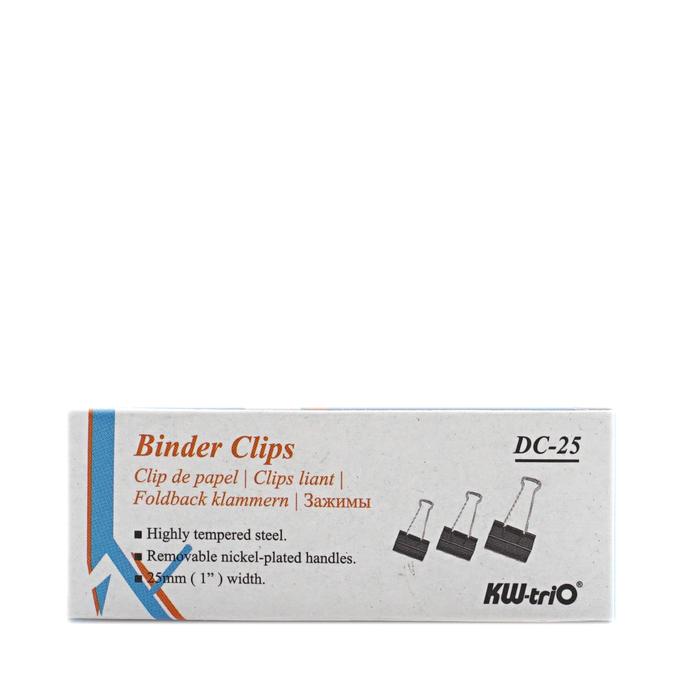 Binder Clips
DC-25
Clip de papel | Clips liant |
Foldback klammern | Зажимы
■ Highly tempered steel.
■ Removable nickel-plated handles.
■ 25mm ( 1” ) width.
KW-triO®